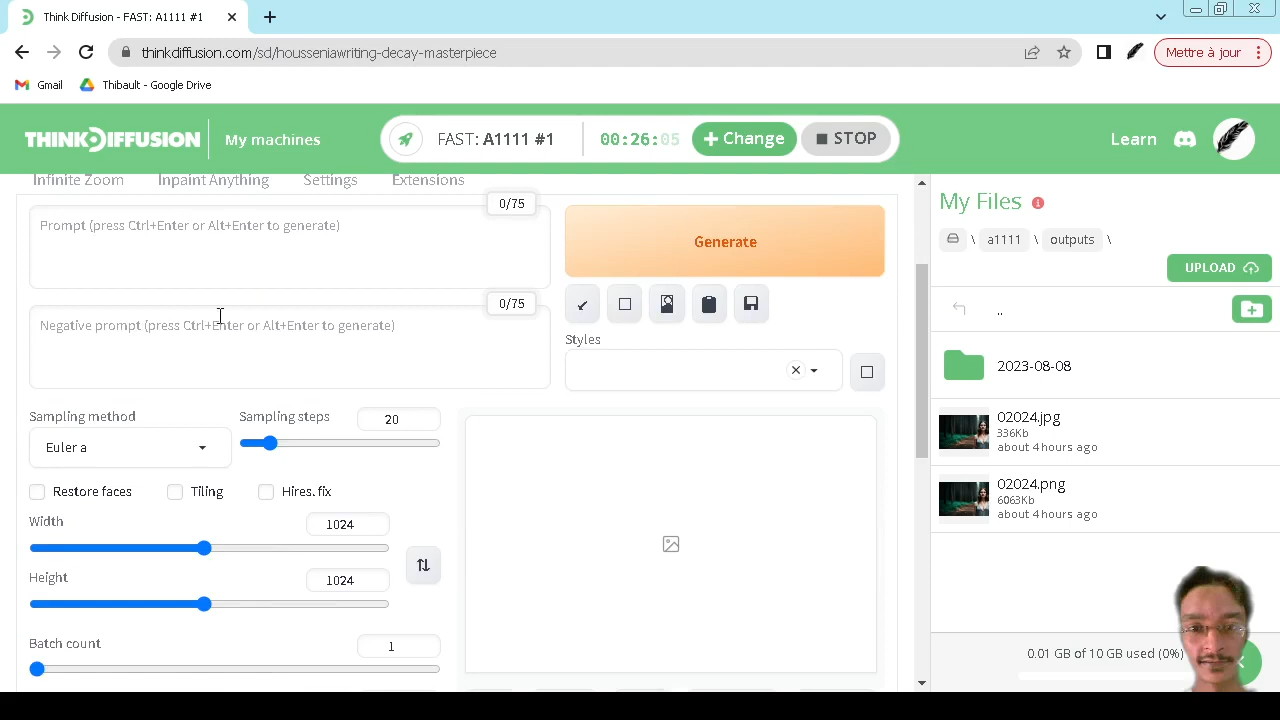 Think Diffusion - FAST: A1111 #1
thinkdiffusion.com/sd/housseniawriting-decay-masterpiece
Mettre à jour
Gmail
Thibault - Google Drive
THINKDIFFUSION
My machines
FAST: A1111 #1
00:26:05
+ Change
STOP
Learn
Infinite Zoom
Inpaint Anything
Settings
Extensions
0/75
Prompt (press Ctrl+Enter or Alt+Enter to generate)
Generate
0/75
Negative prompt (press Ctrl+Enter or Alt+Enter to generate)
Styles
Sampling method
Euler a
Sampling steps
20
Restore faces
Tiling
Hires. fix
Width
1024
Height
1024
Batch count
1
My Files
\ a1111 \ outputs \
UPLOAD
..
2023-08-08
02024.jpg
336Kb
about 4 hours ago
02024.png
6063Kb
about 4 hours ago
0.01 GB of 10 GB used (0%)